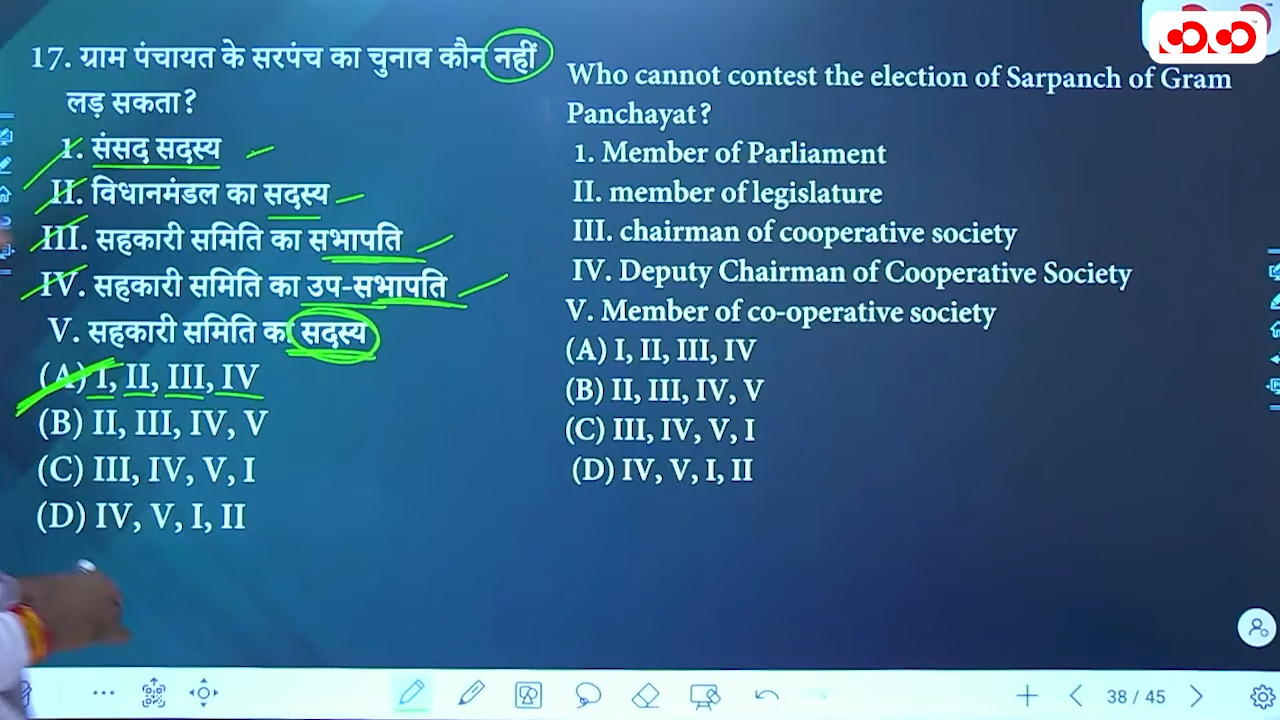 17. ग्राम पंचायत के सरपंच का चुनाव कौन नहीं
लड़ सकता?
1. संसद सदस्य
II. विधानमंडल का सदस्य
III. सहकारी समिति का सभापति
IV. सहकारी समिति का उप-सभापति
V. सहकारी समिति का सदस्य
(A) I, II, III, IV
(B) II, III, IV, V
(C) III, IV, V, I
(D) IV, V, I, II
Who cannot contest the election of Sarpanch of Gram
Panchayat?
1. Member of Parliament
II. member of legislature
III. chairman of cooperative society
IV. Deputy Chairman of Cooperative Society
V. Member of co-operative society
(A) I, II, III, IV
(B) II, III, IV, V
(C) III, IV, V, I
(D) IV, V, I, II
38 / 45